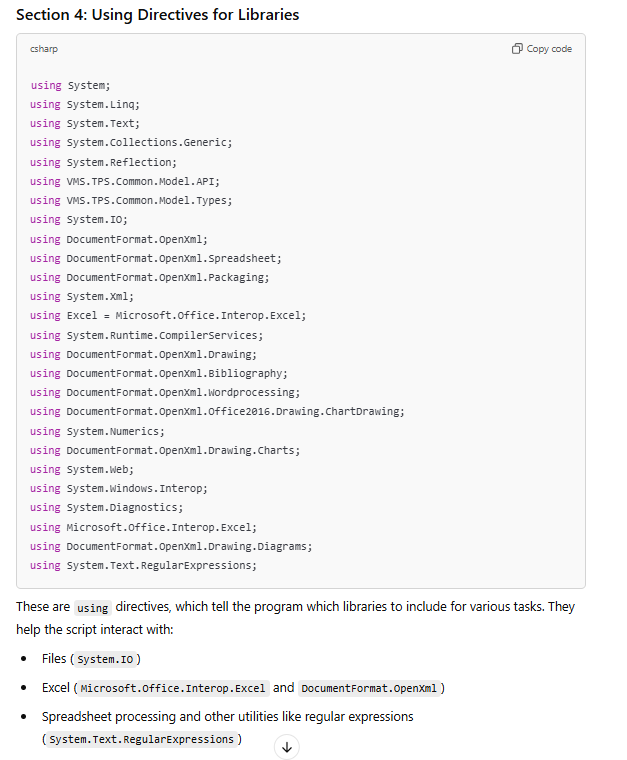 Section 4: Using Directives for Libraries
csharp
Copy code
using System;
using System.Linq;
using System.Text;
using System.Collections.Generic;
using System.Reflection;
using VMS.TPS.Common.Model.API;
using VMS.TPS.Common.Model.Types;
using System.IO;
using DocumentFormat.OpenXml;
using DocumentFormat.OpenXml.Spreadsheet;
using DocumentFormat.OpenXml.Packaging;
using System.Xml;
using Excel = Microsoft.Office.Interop.Excel;
using System.Runtime.CompilerServices;
using DocumentFormat.OpenXml.Drawing;
using DocumentFormat.OpenXml.Bibliography;
using DocumentFormat.OpenXml.Wordprocessing;
using DocumentFormat.OpenXml.Office2016.Drawing.ChartDrawing;
using System.Numerics;
using DocumentFormat.OpenXml.Drawing.Charts;
using System.Web;
using System.Windows.Interop;
using System.Diagnostics;
using Microsoft.Office.Interop.Excel;
using DocumentFormat.OpenXml.Drawing.Diagrams;
using System.Text.RegularExpressions;
These are using directives, which tell the program which libraries to include for various tasks. They
help the script interact with:
• Files (System.IO)
• Excel (Microsoft.Office.Interop.Excel and DocumentFormat.OpenXml)
• Spreadsheet processing and other utilities like regular expressions
(System.Text.RegularExpressions)